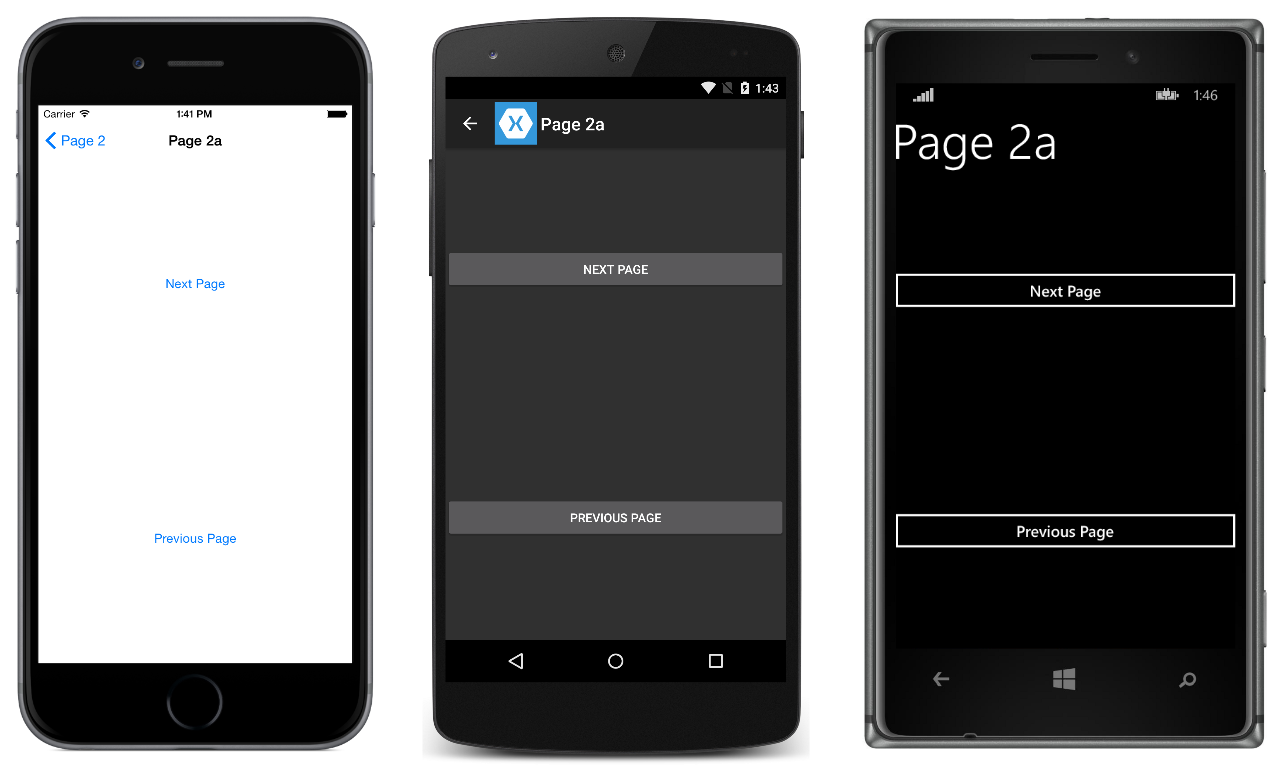 Carrier 1:41 PM
Page 2 Page 2a
Next Page
Previous Page
1:43
Page 2a
NEXT PAGE
PREVIOUS PAGE
1:46
Page 2a
Next Page
Previous Page